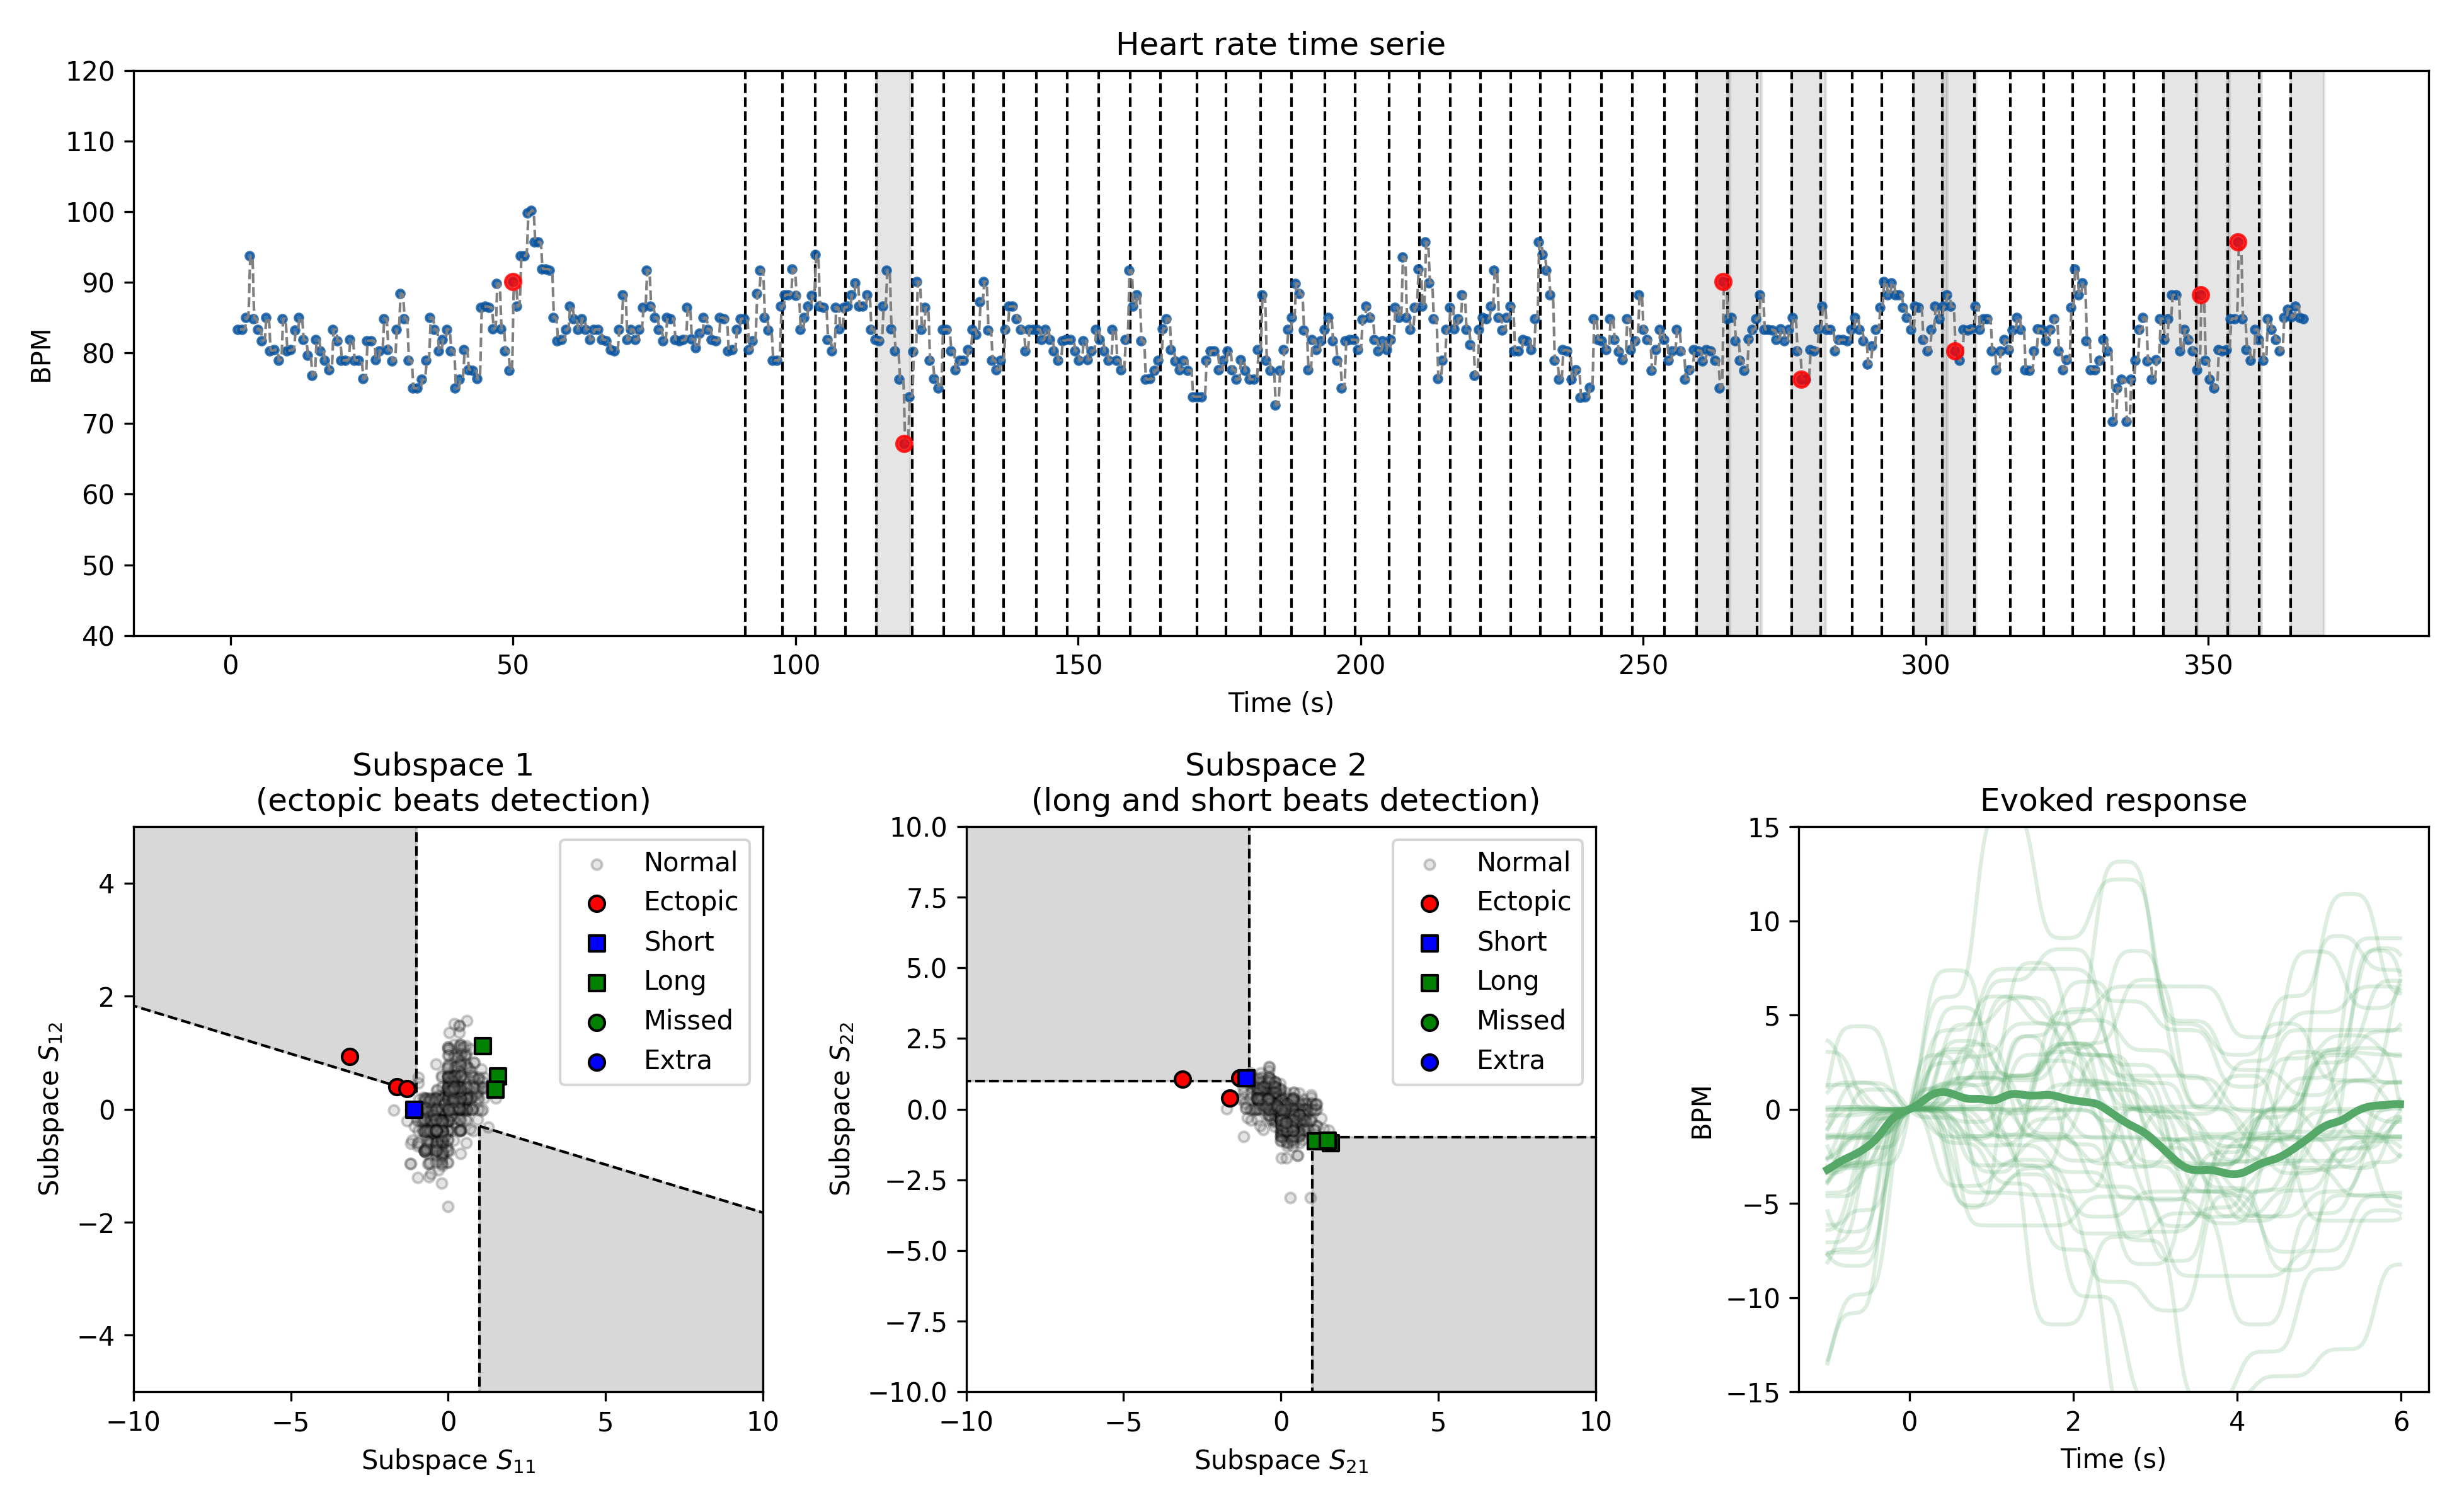 Heart rate time serie
BPM
120
110
100
90
80
70
60
50
40
0
50
100
150
200
250
300
350
Time (s)
Subspace 1
(ectopic beats detection)
Subspace S12
4
2
0
−2
−4
Normal
Ectopic
Short
Long
Missed
Extra
−10
−5
0
5
10
Subspace S11
Subspace 2
(long and short beats detection)
Subspace S22
10.0
7.5
5.0
2.5
0.0
−2.5
−5.0
−7.5
−10.0
Normal
Ectopic
Short
Long
Missed
Extra
−10
−5
0
5
10
Subspace S21
Evoked response
BPM
15
10
5
0
−5
−10
−15
0
2
4
6
Time (s)